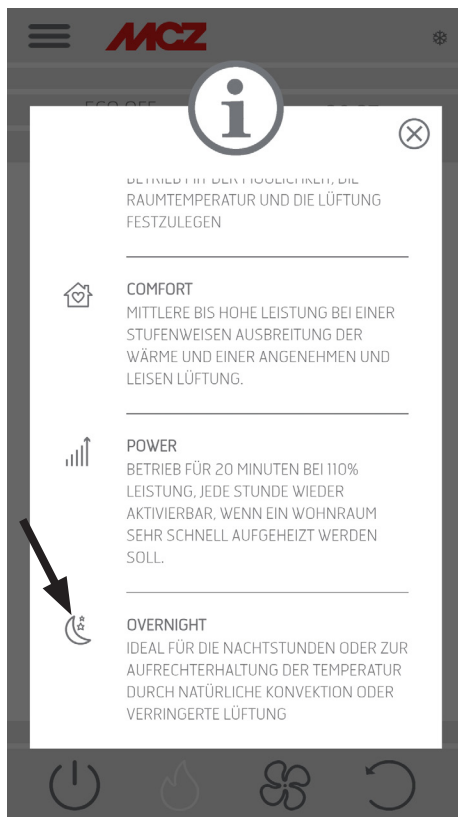 MCZ
BETRIEB MIT DER MÖGLICHKEIT, DIE
RAUMTEMPERATUR UND DIE LÜFTUNG
FESTZULEGEN
COMFORT
MITTLERE BIS HOHE LEISTUNG BEI EINER
STUFENWEISEN AUSBREITUNG DER
WÄRME UND EINER ANGENEHMEN UND
LEISEN LÜFTUNG.
POWER
BETRIEB FÜR 20 MINUTEN BEI 110%
LEISTUNG, JEDE STUNDE WIEDER
AKTIVIERBAR, WENN EIN WOHNRAUM
SEHR SCHNELL AUFGEHEIZT WERDEN
SOLL.
OVERNIGHT
IDEAL FÜR DIE NACHTSTUNDEN ODER ZUR
AUFRECHTERHALTUNG DER TEMPERATUR
DURCH NATÜRLICHE KONVEKTION ODER
VERRINGERTE LÜFTUNG